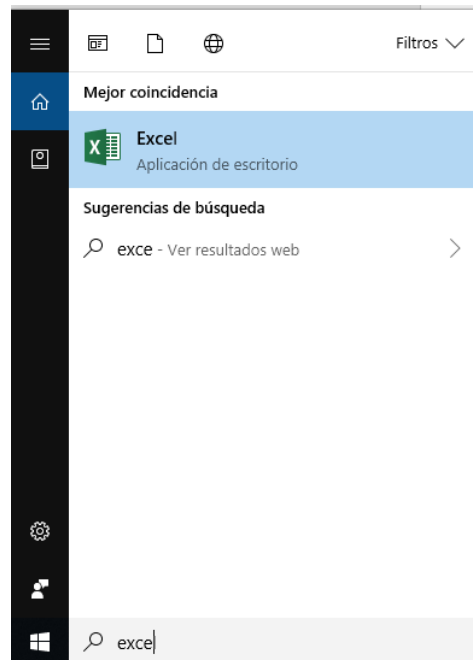 Filtros
Mejor coincidencia
Excel
Aplicación de escritorio
Sugerencias de búsqueda
exce - Ver resultados web
exce